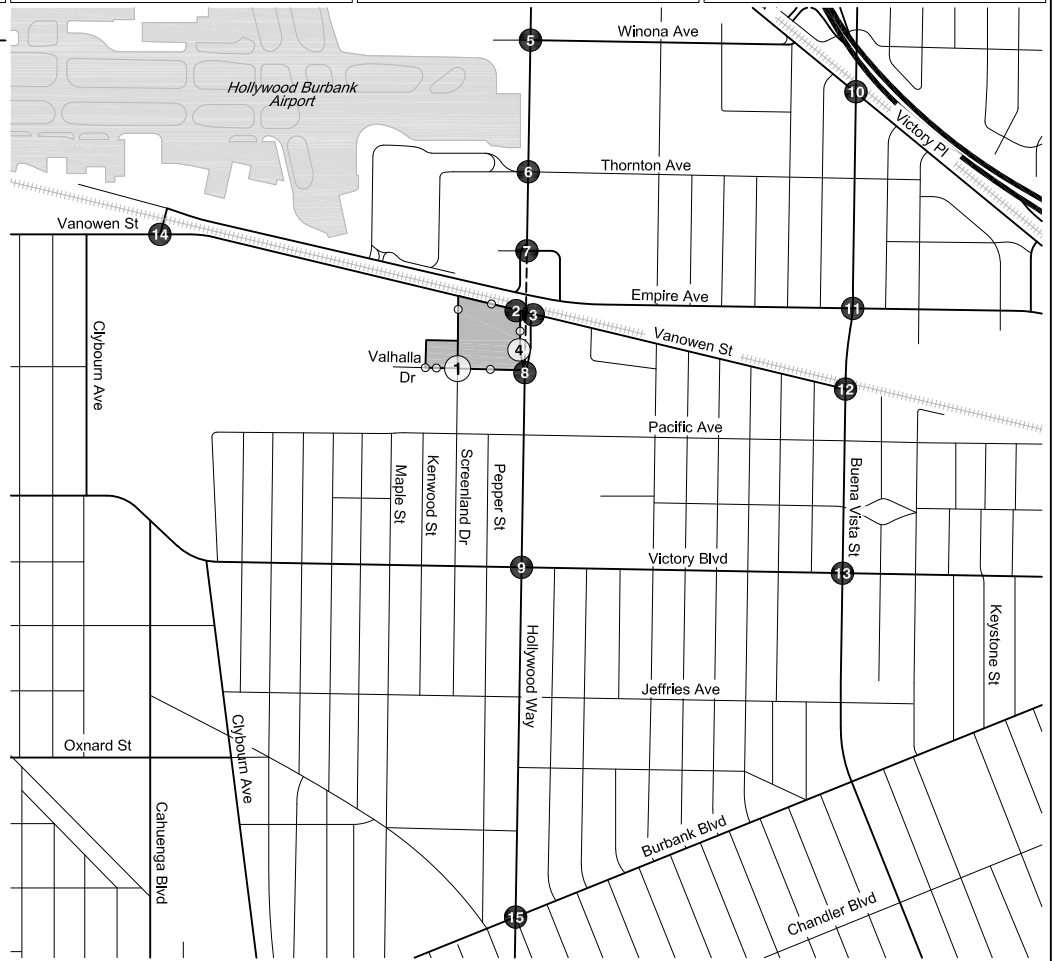 5
Winona Ave
Hollywood Burbank
Airport
10
Victory Pl
6
Thornton Ave
Vanowen St
14
7
Empire Ave
2
3
11
Vanowen St
Clybourn Ave
Valhalla
Dr
1
4
8
12
Pacific Ave
Maple St
Kenwood St
Screenland Dr
Pepper St
Buena Vista St
9
Victory Blvd
13
Hollywood Way
Keystone St
Jeffries Ave
Oxnard St
Clybourn Ave
Cahuenga Blvd
Burbank Blvd
15
Chandler Blvd